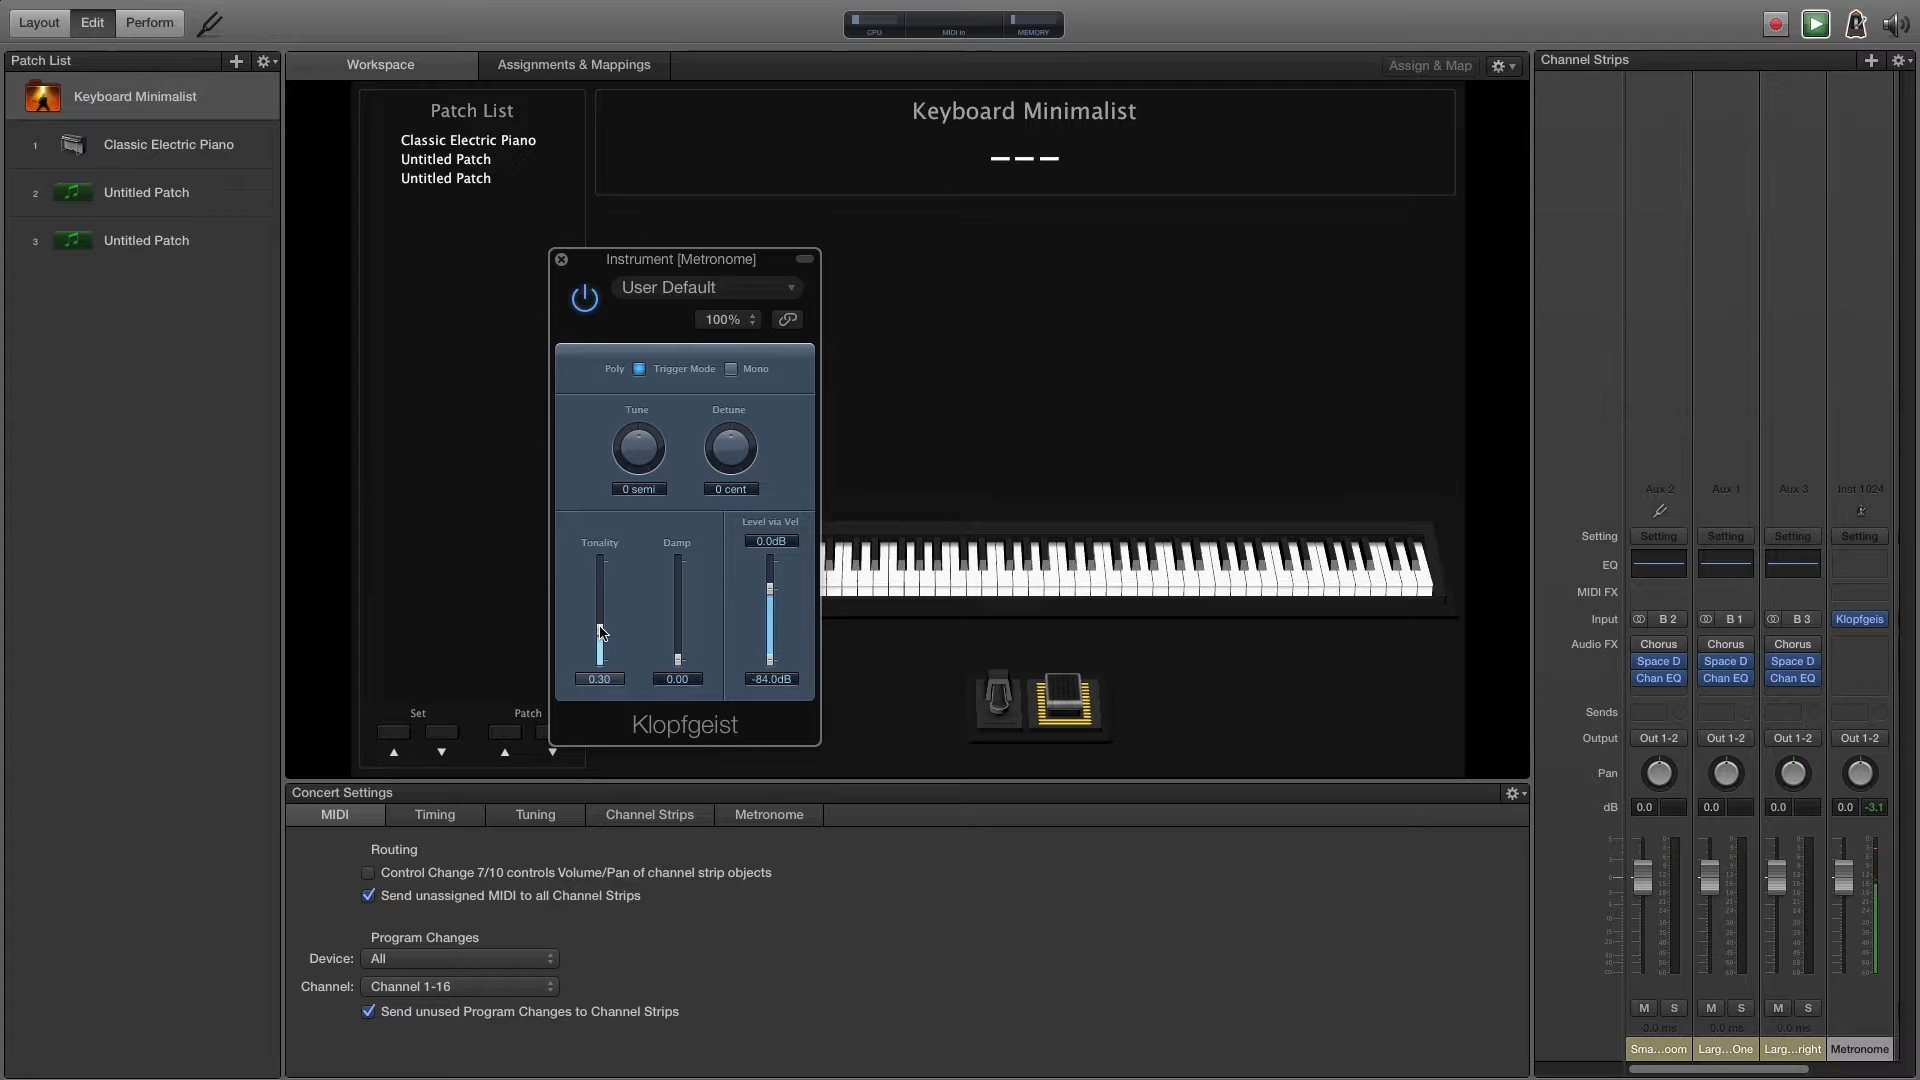 Layout
Edit
Perform
CPU
MIDI In
MEMORY
Patch List
Keyboard Minimalist
1
Classic Electric Piano
2
Untitled Patch
3
Untitled Patch
Workspace
Assignments & Mappings
Assign & Map
Patch List
Classic Electric Piano
Untitled Patch
Untitled Patch
Set
Patch
Keyboard Minimalist
Instrument [Metronome]
User Default
100%
Poly
Trigger Mode
Mono
Tune
Detune
0 semi
0 cent
Tonality
Damp
Level via Vel
0.0dB
0.30
0.00
-84.0dB
Klopfgeist
Concert Settings
MIDI
Timing
Tuning
Channel Strips
Metronome
Routing
Control Change 7/10 controls Volume/Pan of channel strip objects
Send unassigned MIDI to all Channel Strips
Program Changes
Device: All
Channel: Channel 1-16
Send unused Program Changes to Channel Strips
Channel Strips
Aux 2 Aux 1 Aux 3 Inst 1024
Setting Setting Setting Setting Setting
EQ
MIDI FX
Input B 2 B 1 B 3 Klopfgeis
Audio FX Chorus Chorus Chorus
Space D Space D Space D
Chan EQ Chan EQ Chan EQ
Sends
Output Out 1-2 Out 1-2 Out 1-2 Out 1-2
Pan
dB 0.0 0.0 0.0 0.0 -3.1
M S M S M S
0.0 ms 0.0 ms 0.0 ms
Sma...oom Larg...One Larg...right Metronome